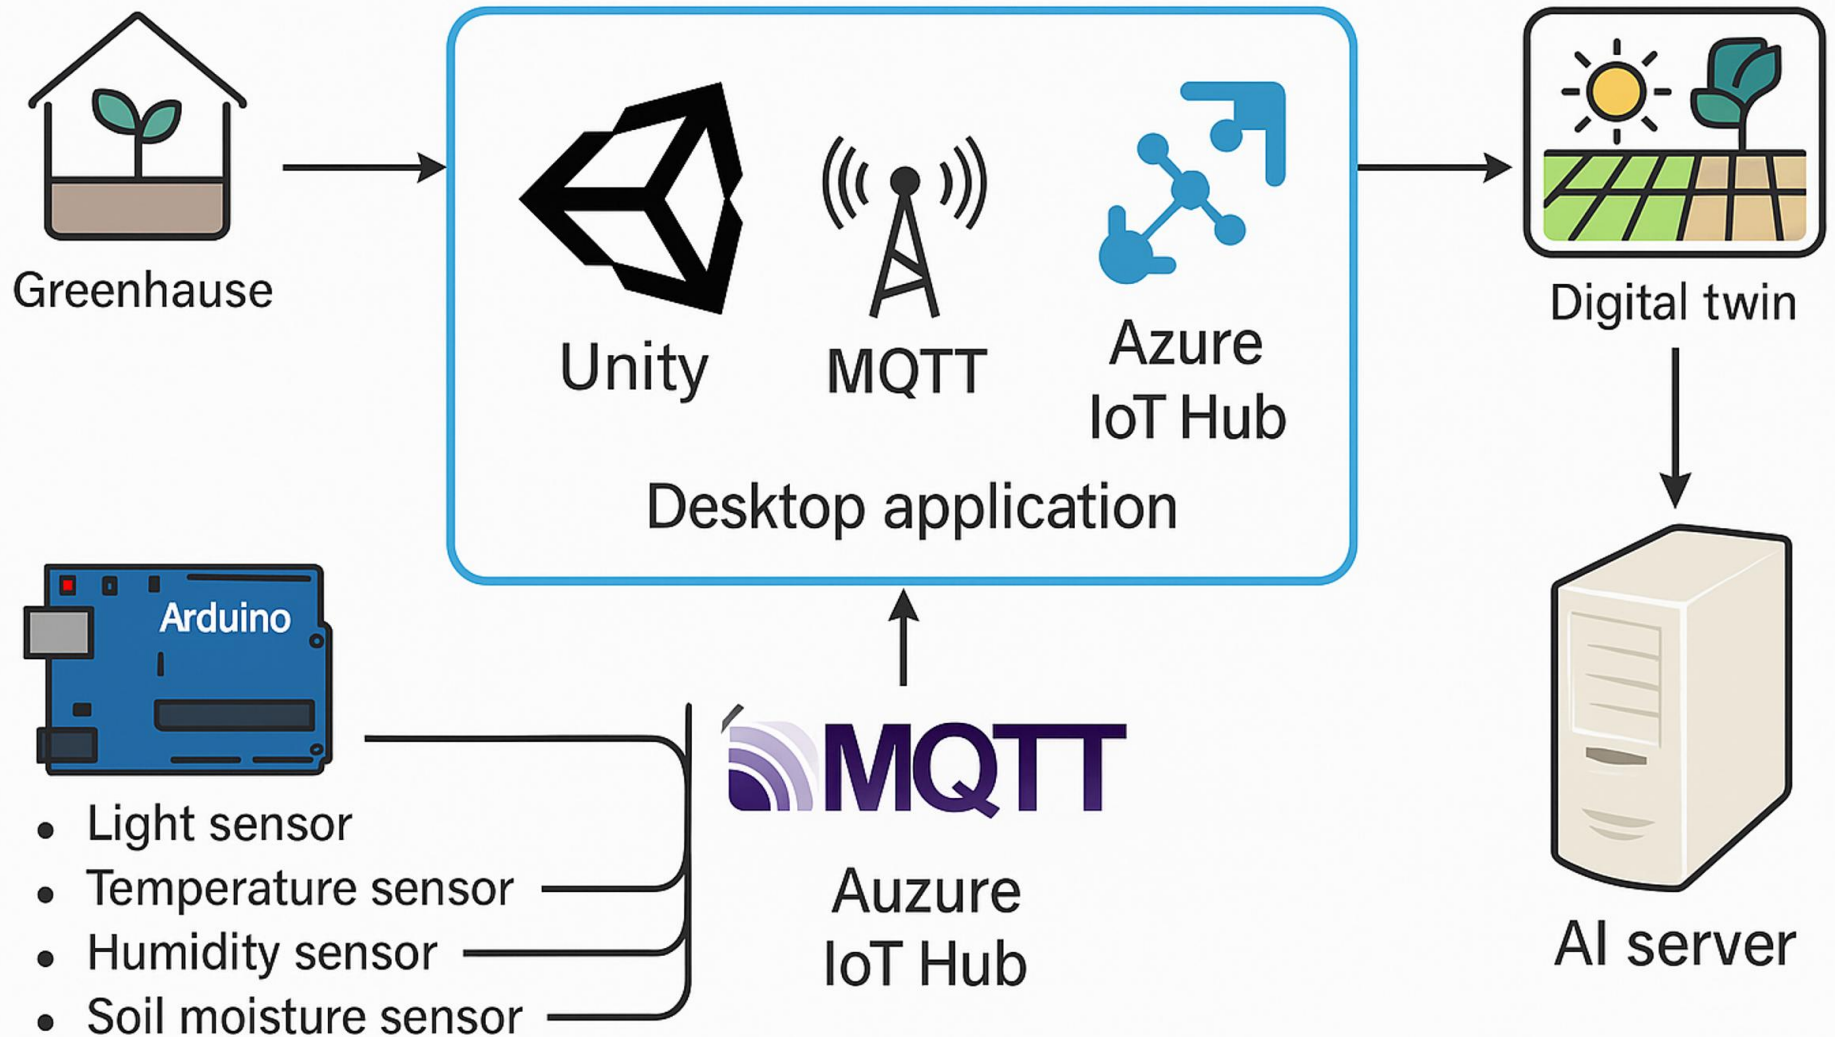 Greenhause
Unity
MQTT
Azure
IoT Hub
Desktop application
Digital twin
Arduino
• Light sensor
• Temperature sensor
• Humidity sensor
• Soil moisture sensor
MQTT
Auzure
IoT Hub
AI server